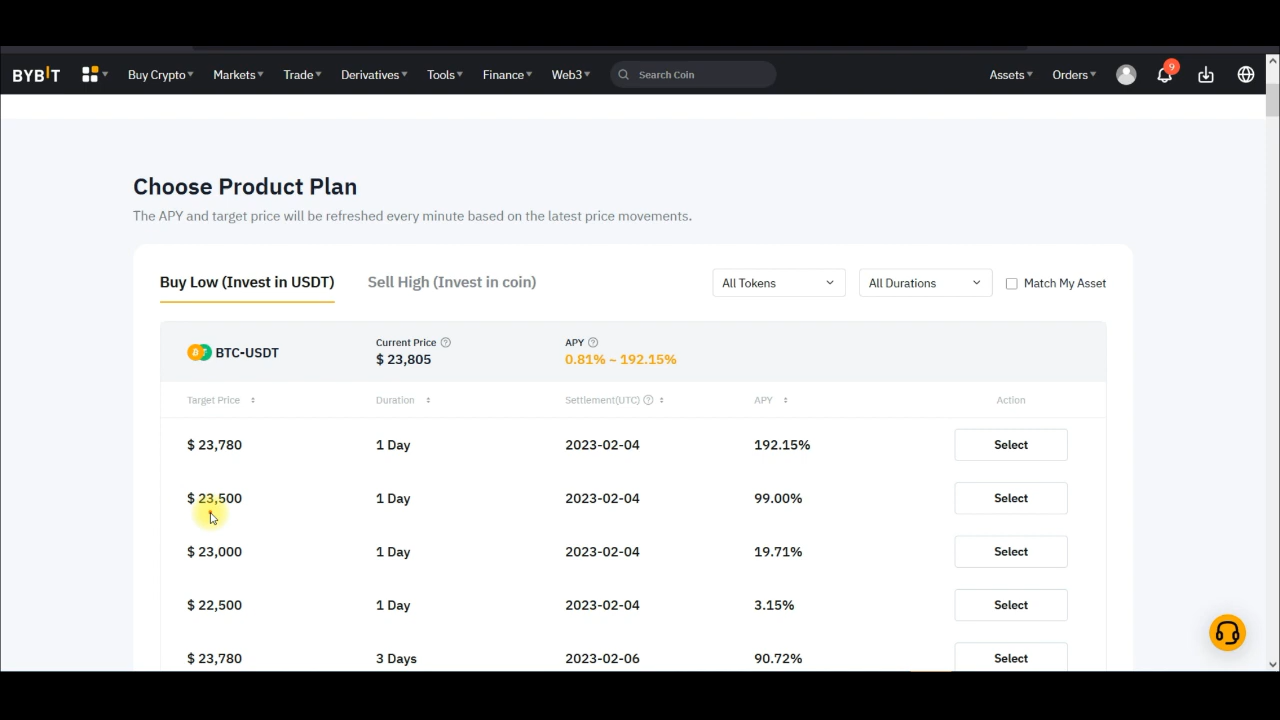 BYBIT Buy Crypto Markets Trade Derivatives Tools Finance Web3 Search Coin Assets Orders 9
Choose Product Plan
The APY and target price will be refreshed every minute based on the latest price movements.
Buy Low (Invest in USDT) Sell High (Invest in coin) All Tokens All Durations Match My Asset
BTC-USDT
Current Price APY
$ 23,805 0.81% ~ 192.15%
Target Price Duration Settlement(UTC) APY Action
$ 23,780 1 Day 2023-02-04 192.15% Select
$ 23,500 1 Day 2023-02-04 99.00% Select
$ 23,000 1 Day 2023-02-04 19.71% Select
$ 22,500 1 Day 2023-02-04 3.15% Select
$ 23,780 3 Days 2023-02-06 90.72% Select